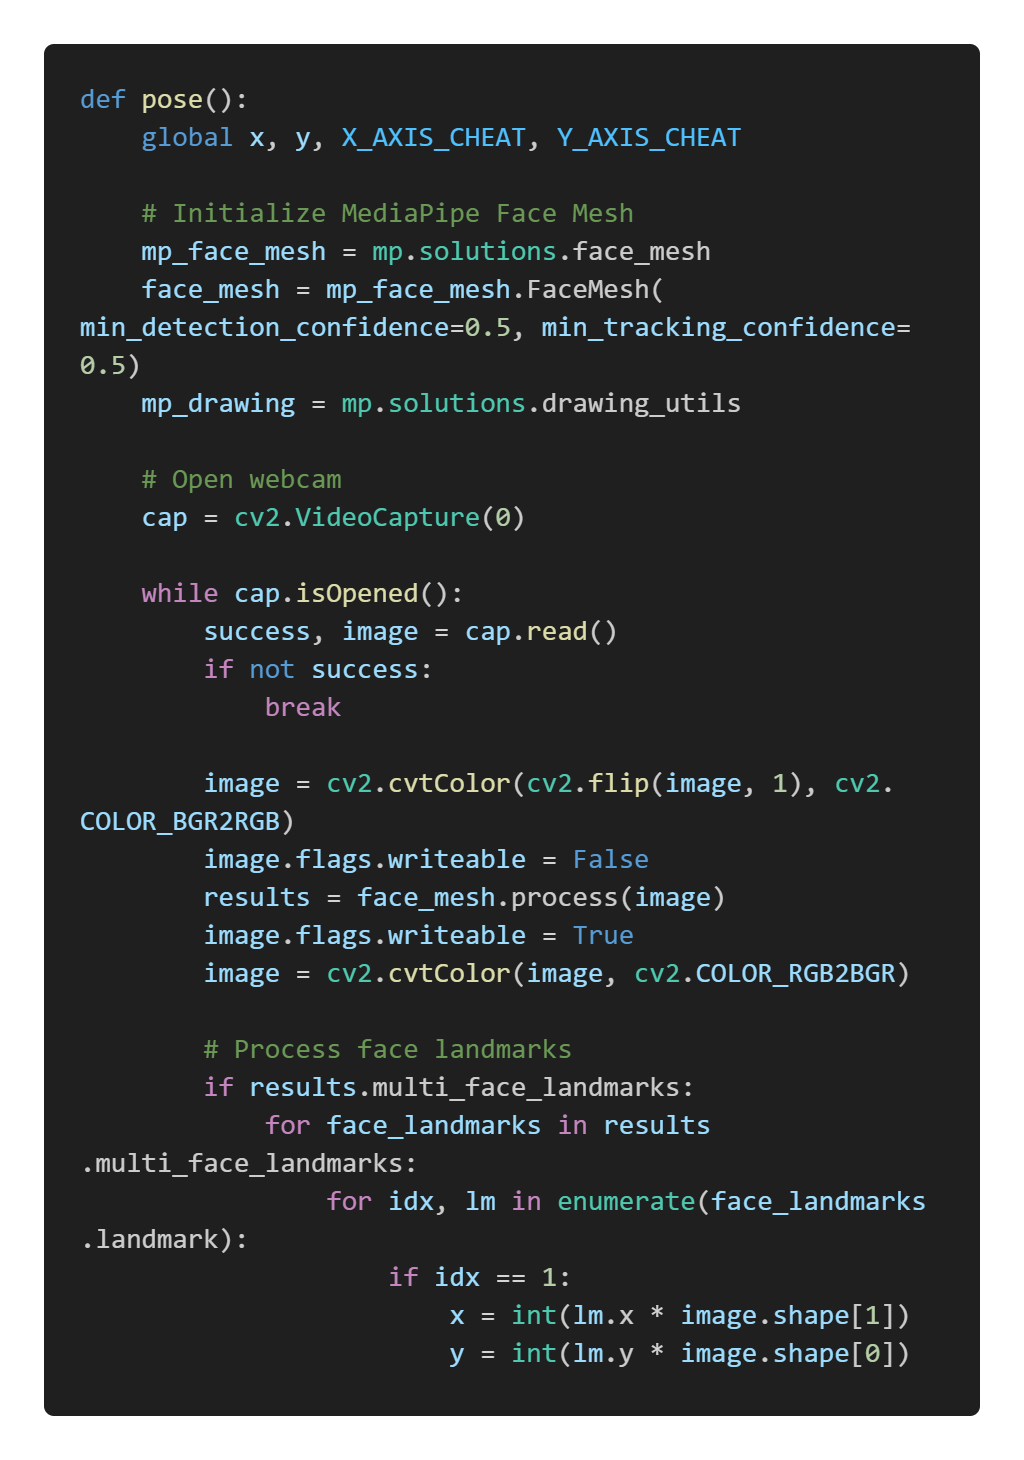 def pose():
    global x, y, X_AXIS_CHEAT, Y_AXIS_CHEAT

    # Initialize MediaPipe Face Mesh
    mp_face_mesh = mp.solutions.face_mesh
    face_mesh = mp_face_mesh.FaceMesh(
min_detection_confidence=0.5, min_tracking_confidence=
0.5)
    mp_drawing = mp.solutions.drawing_utils

    # Open webcam
    cap = cv2.VideoCapture(0)

    while cap.isOpened():
        success, image = cap.read()
        if not success:
            break

        image = cv2.cvtColor(cv2.flip(image, 1), cv2.
COLOR_BGR2RGB)
        image.flags.writeable = False
        results = face_mesh.process(image)
        image.flags.writeable = True
        image = cv2.cvtColor(image, cv2.COLOR_RGB2BGR)

        # Process face landmarks
        if results.multi_face_landmarks:
            for face_landmarks in results
.multi_face_landmarks:
                for idx, lm in enumerate(face_landmarks
.landmark):
                    if idx == 1:
                        x = int(lm.x * image.shape[1])
                        y = int(lm.y * image.shape[0])